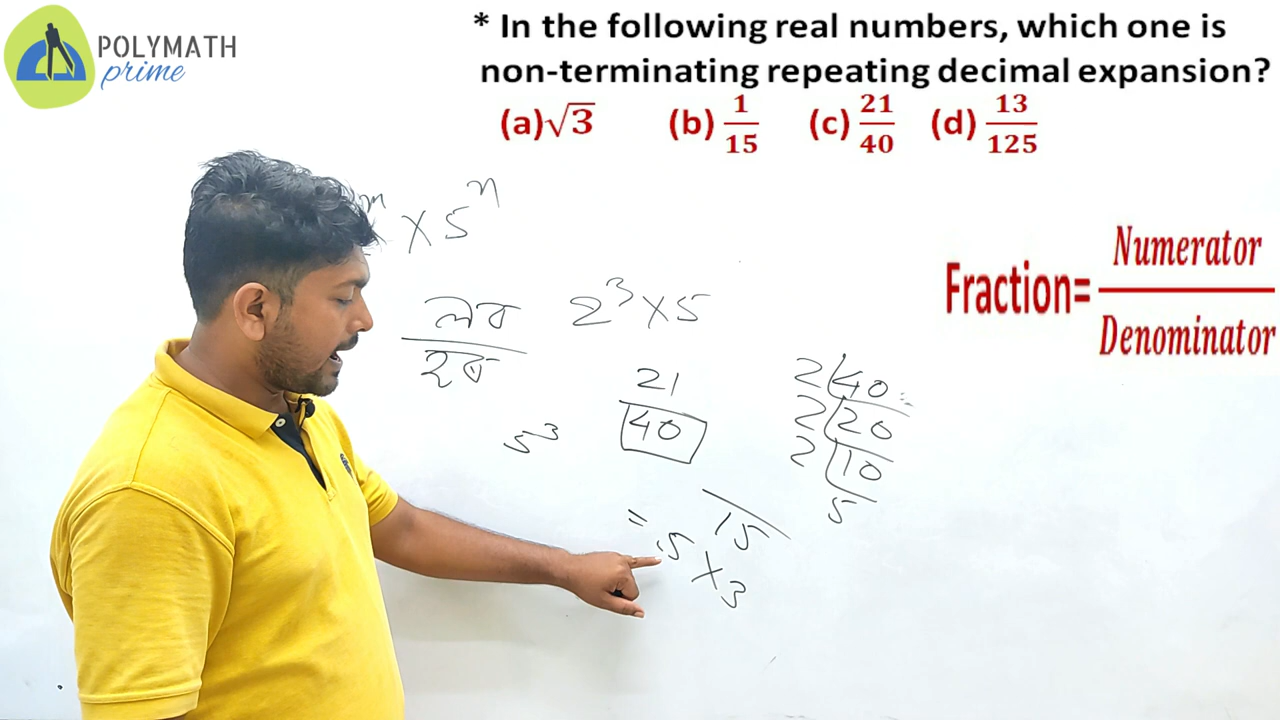 POLYMATH
prime
* In the following real numbers, which one is
non-terminating repeating decimal expansion?
(a)√3 (b) 1/15 (c) 21/40 (d) 13/125
Fraction= Numerator/Denominator
× 5ⁿ
লব
হর
2³×5
21
40
5³
2 40
2 20
2 10
5
15
= 5 × 3